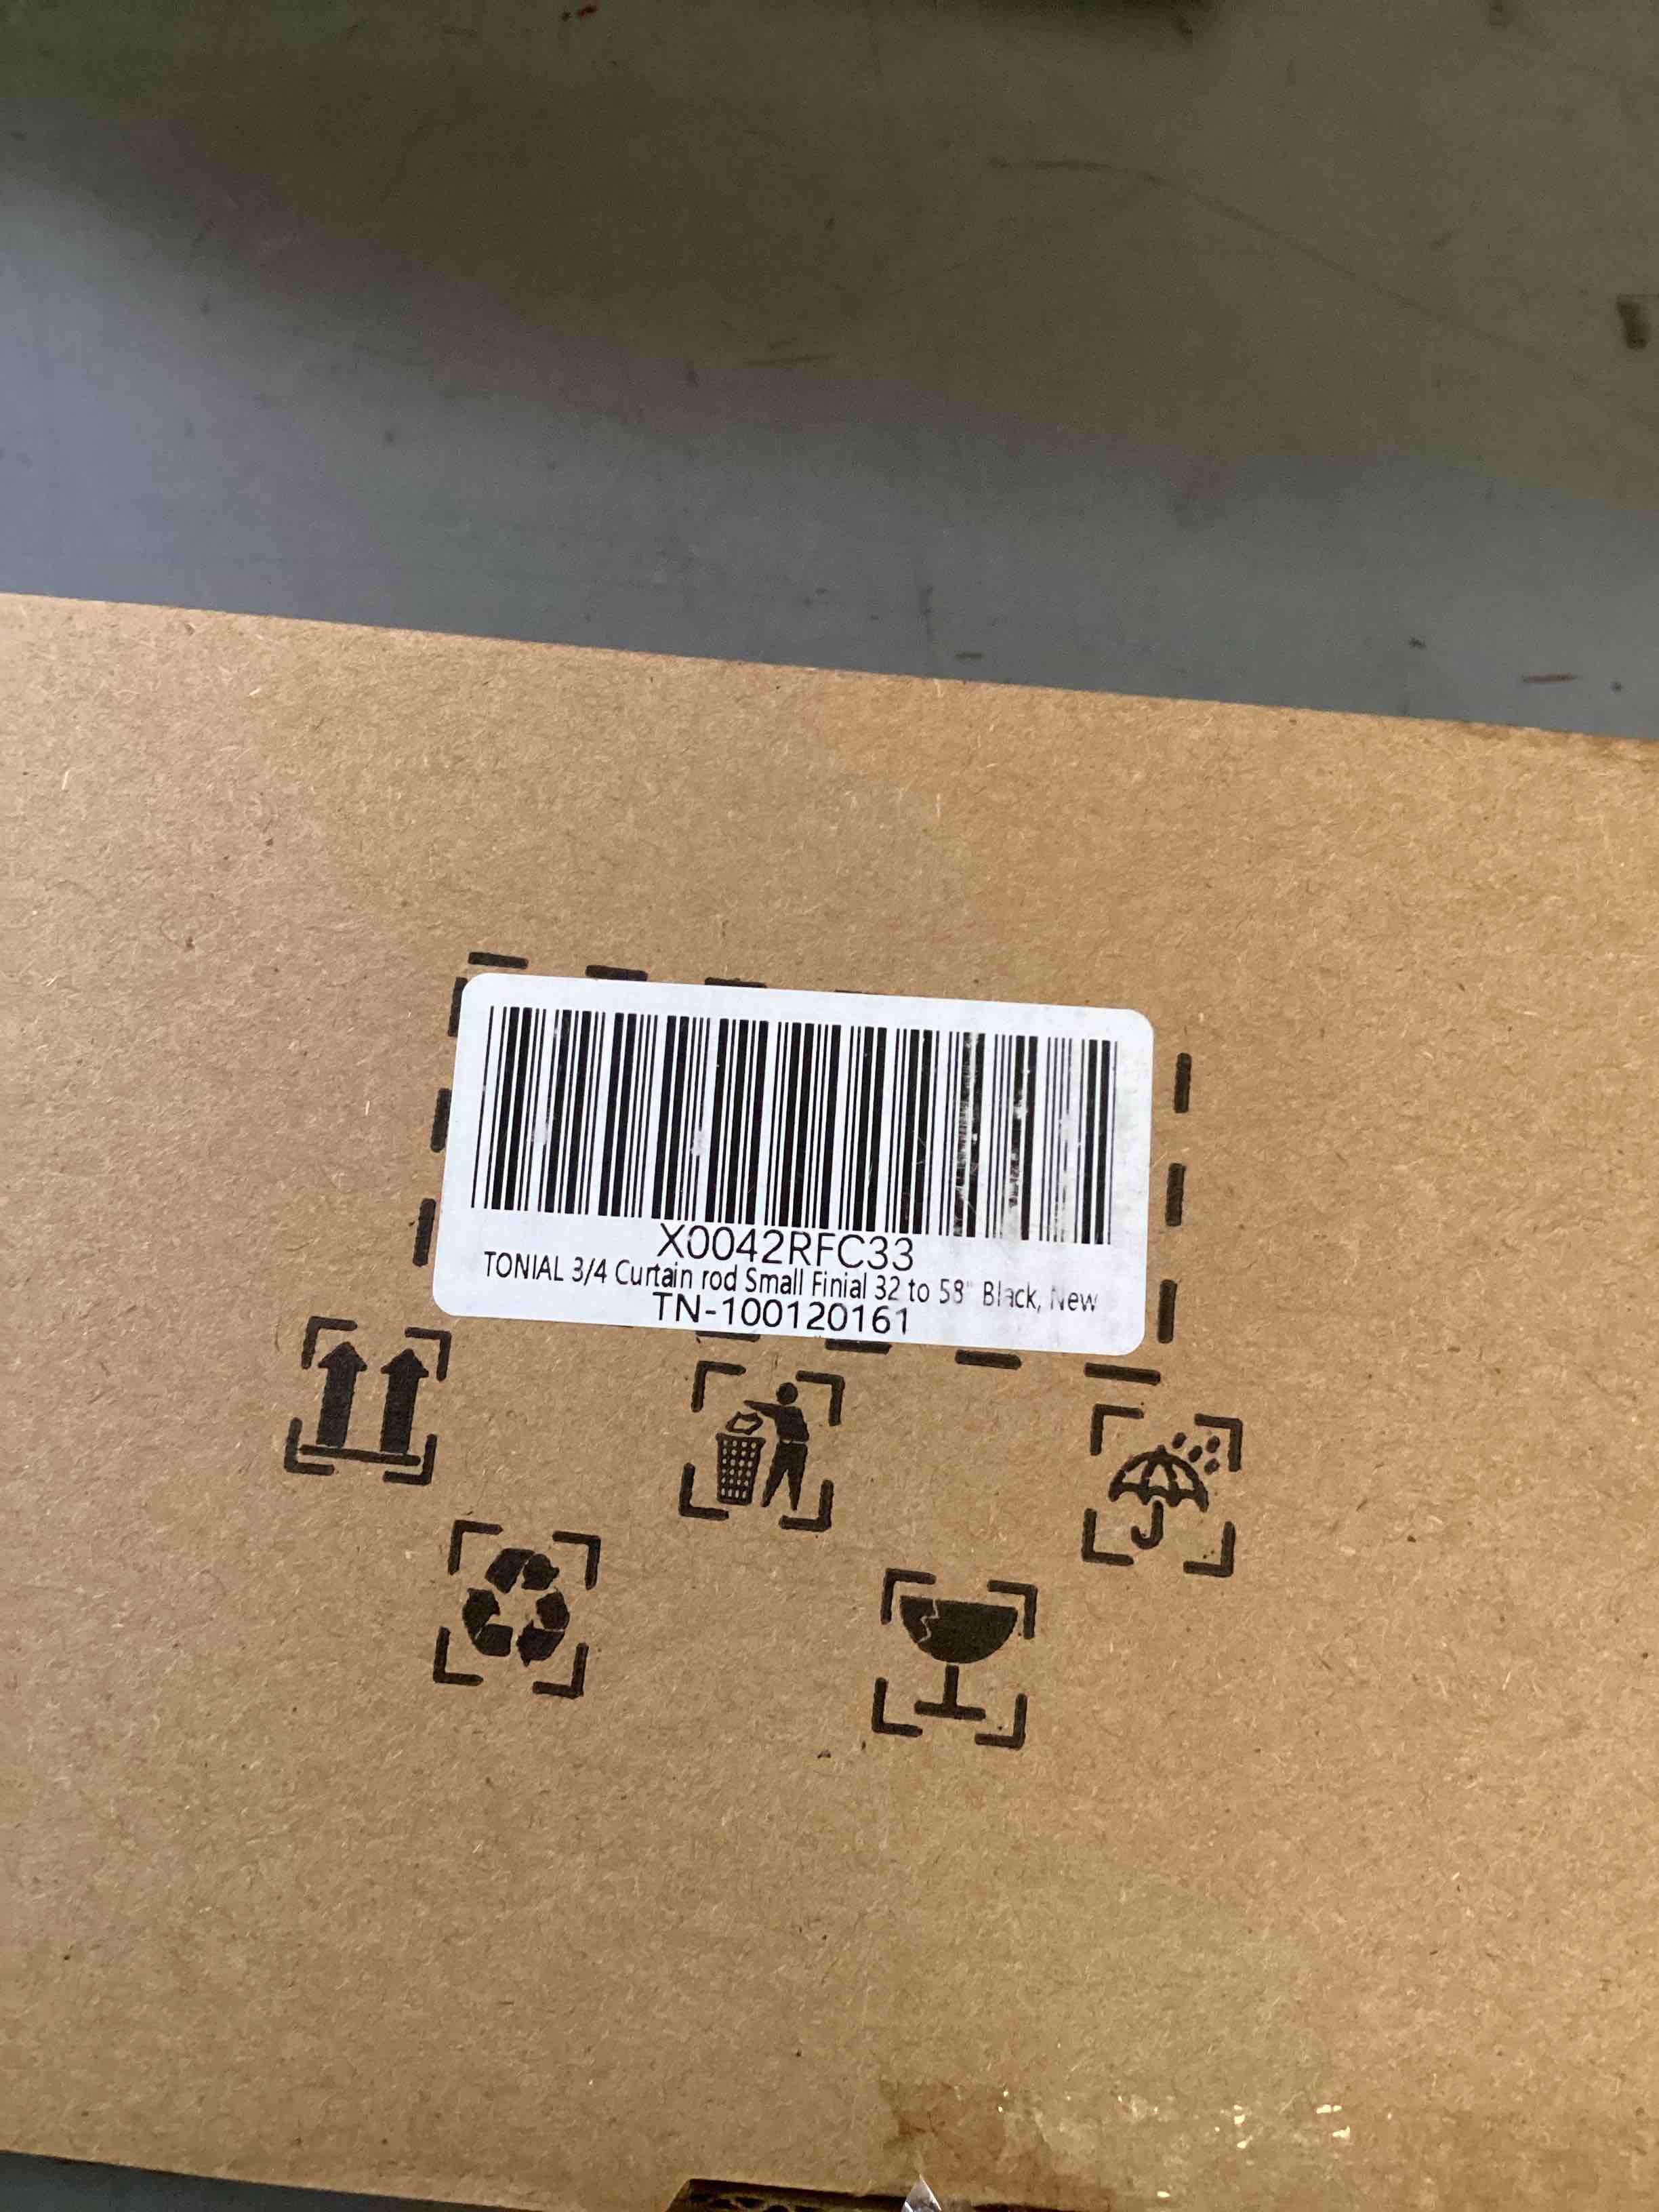 X0042RFC33
TONIAL 3/4 Curtain rod Small Finial 32 to 58" Black, New
TN-100120161